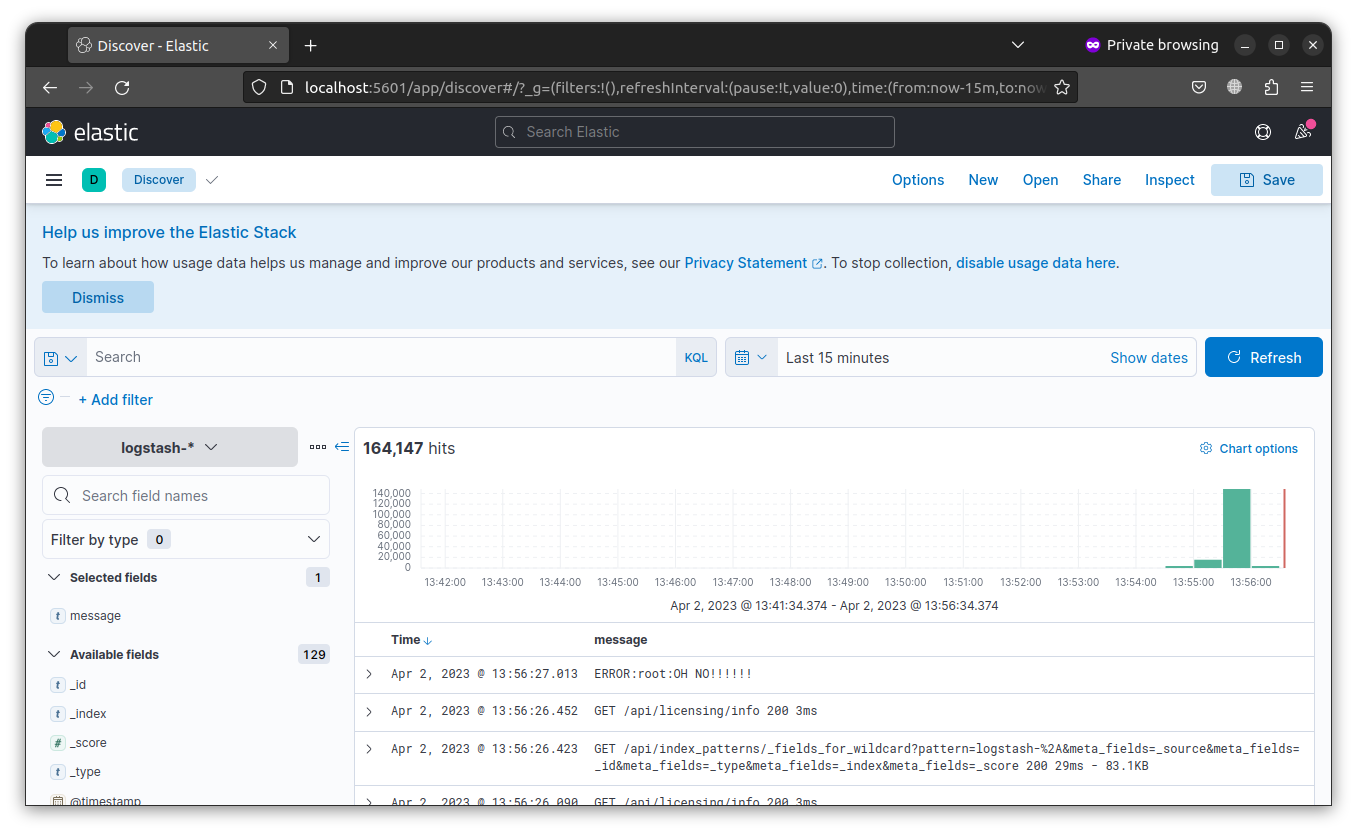 Discover - Elastic
Private browsing
localhost:5601/app/discover#/?_g=(filters:!(),refreshInterval:(pause:!t,value:0),time:(from:now-15m,to:now
elastic
Search Elastic
D
Discover
Options
New
Open
Share
Inspect
Save
Help us improve the Elastic Stack
To learn about how usage data helps us manage and improve our products and services, see our Privacy Statement. To stop collection, disable usage data here.
Dismiss
Search
KQL
Last 15 minutes
Show dates
Refresh
+ Add filter
logstash-*
Search field names
Filter by type 0
Selected fields 1
t message
Available fields 129
t _id
t _index
# _score
t _type
@timestamp
164,147 hits
Chart options
140,000
120,000
100,000
80,000
60,000
40,000
20,000
0
13:42:00 13:43:00 13:44:00 13:45:00 13:46:00 13:47:00 13:48:00 13:49:00 13:50:00 13:51:00 13:52:00 13:53:00 13:54:00 13:55:00 13:56:00
Apr 2, 2023 @ 13:41:34.374 - Apr 2, 2023 @ 13:56:34.374
Time message
Apr 2, 2023 @ 13:56:27.013 ERROR:root:OH NO!!!!!!
Apr 2, 2023 @ 13:56:26.452 GET /api/licensing/info 200 3ms
Apr 2, 2023 @ 13:56:26.423 GET /api/index_patterns/_fields_for_wildcard?pattern=logstash-%2A&meta_fields=_source&meta_fields=
_id&meta_fields=_type&meta_fields=_index&meta_fields=_score 200 29ms - 83.1KB
Apr 2, 2023 @ 13:56:26.090 GET /api/licensing/info 200 3ms